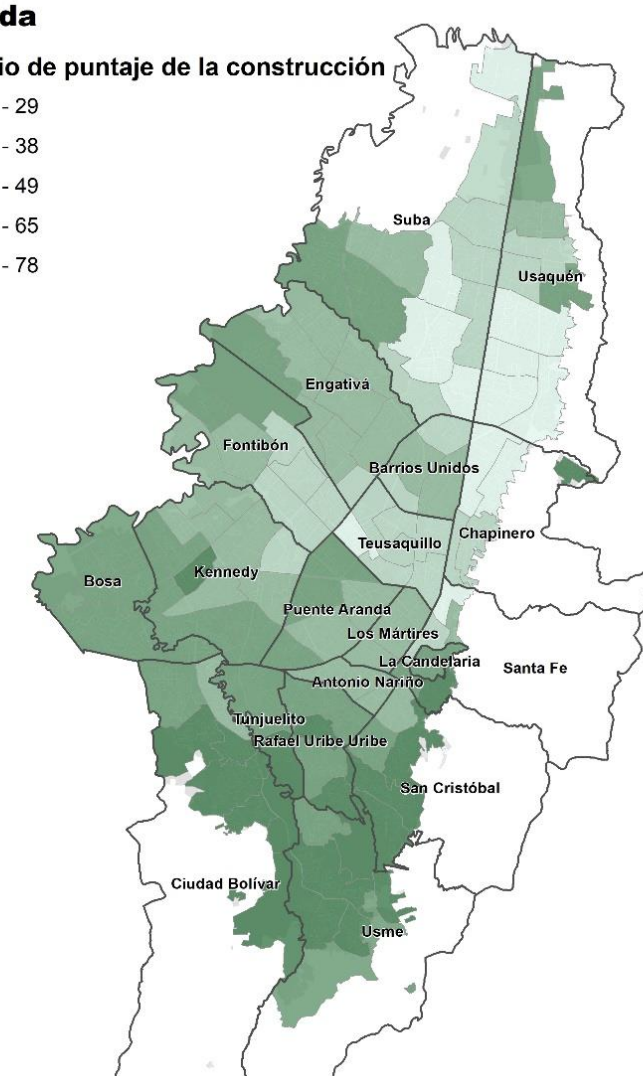 da
io de puntaje de la construcción
- 29
- 38
- 49
- 65
- 78
Suba
Usaquén
Engativá
Fontibón
Barrios Unidos
Teusaquillo
Chapinero
Kennedy
Bosa
Puente Aranda
Los Mártires
La Candelaria
Santa Fe
Antonio Nariño
Tunjuelito
Rafael Uribe Uribe
San Cristóbal
Ciudad Bolívar
Usme